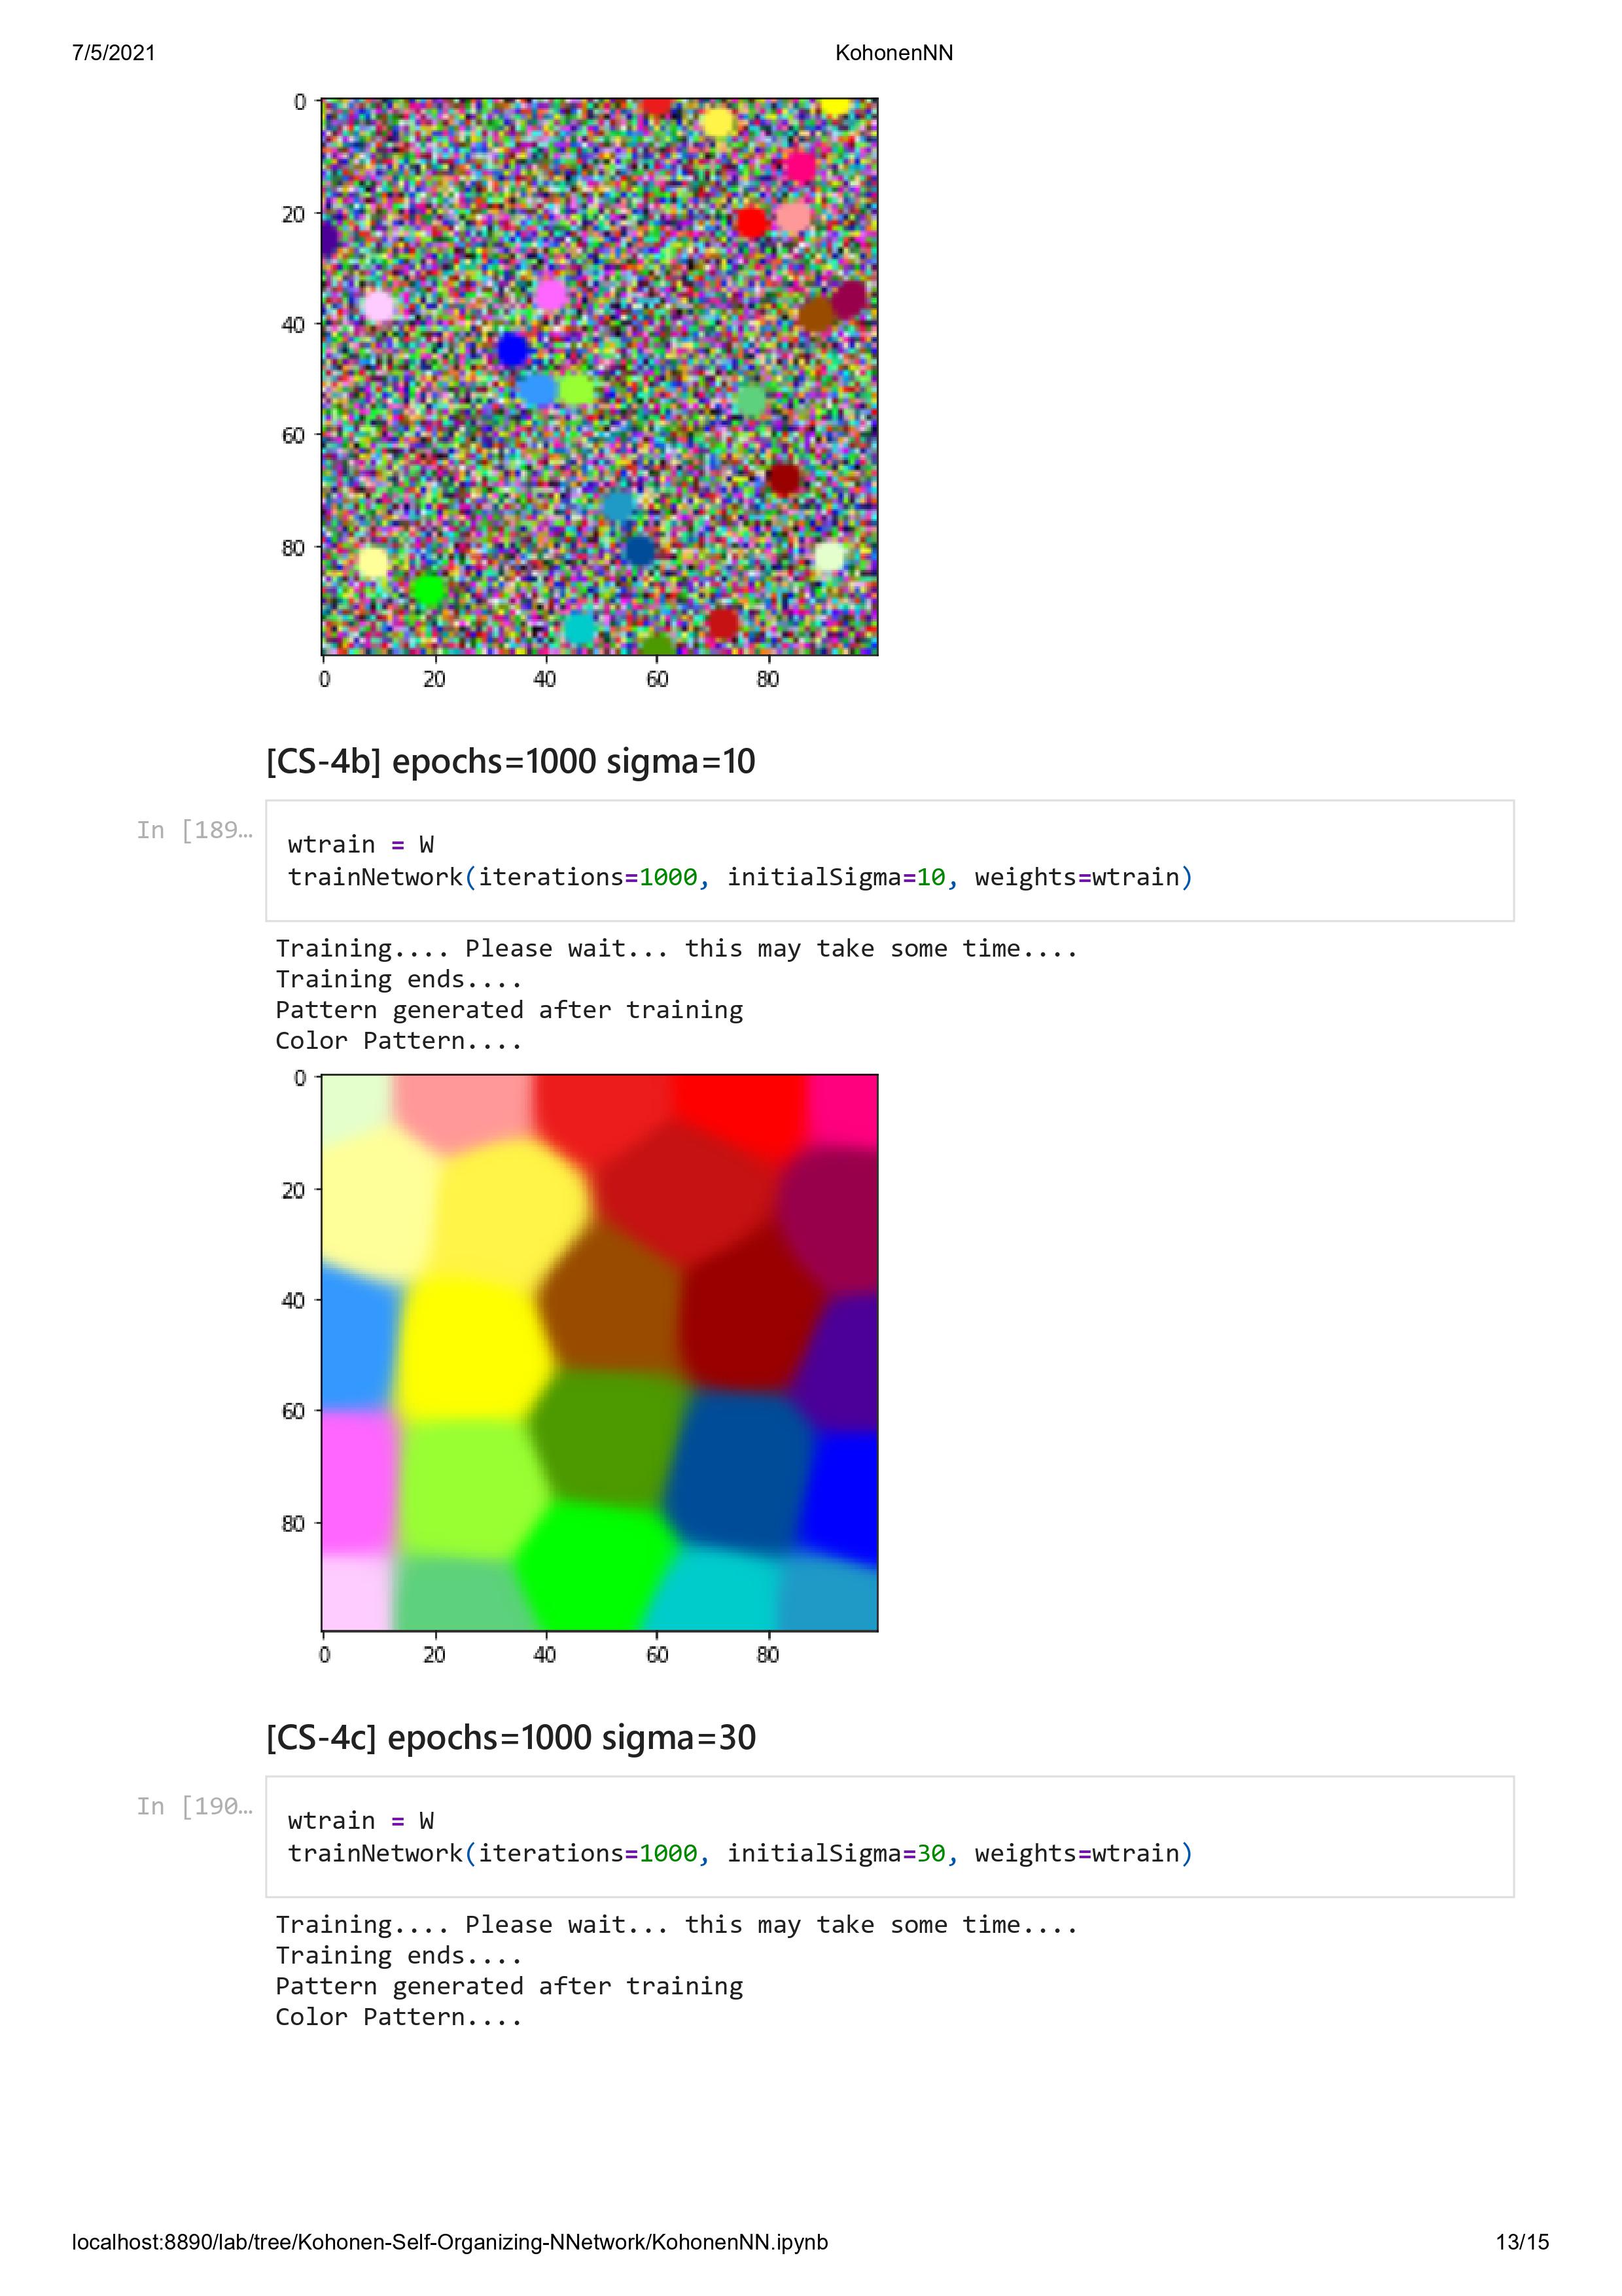 7/5/2021 KohonenNN
0
20
40
60
80
0 20 40 60 80
[CS-4b] epochs=1000 sigma=10
In [189…
wtrain = W
trainNetwork(iterations=1000, initialSigma=10, weights=wtrain)
Training.... Please wait... this may take some time....
Training ends....
Pattern generated after training
Color Pattern....
0
20
40
60
80
0 20 40 60 80
[CS-4c] epochs=1000 sigma=30
In [190…
wtrain = W
trainNetwork(iterations=1000, initialSigma=30, weights=wtrain)
Training.... Please wait... this may take some time....
Training ends....
Pattern generated after training
Color Pattern....
localhost:8890/lab/tree/Kohonen-Self-Organizing-NNetwork/KohonenNN.ipynb 13/15